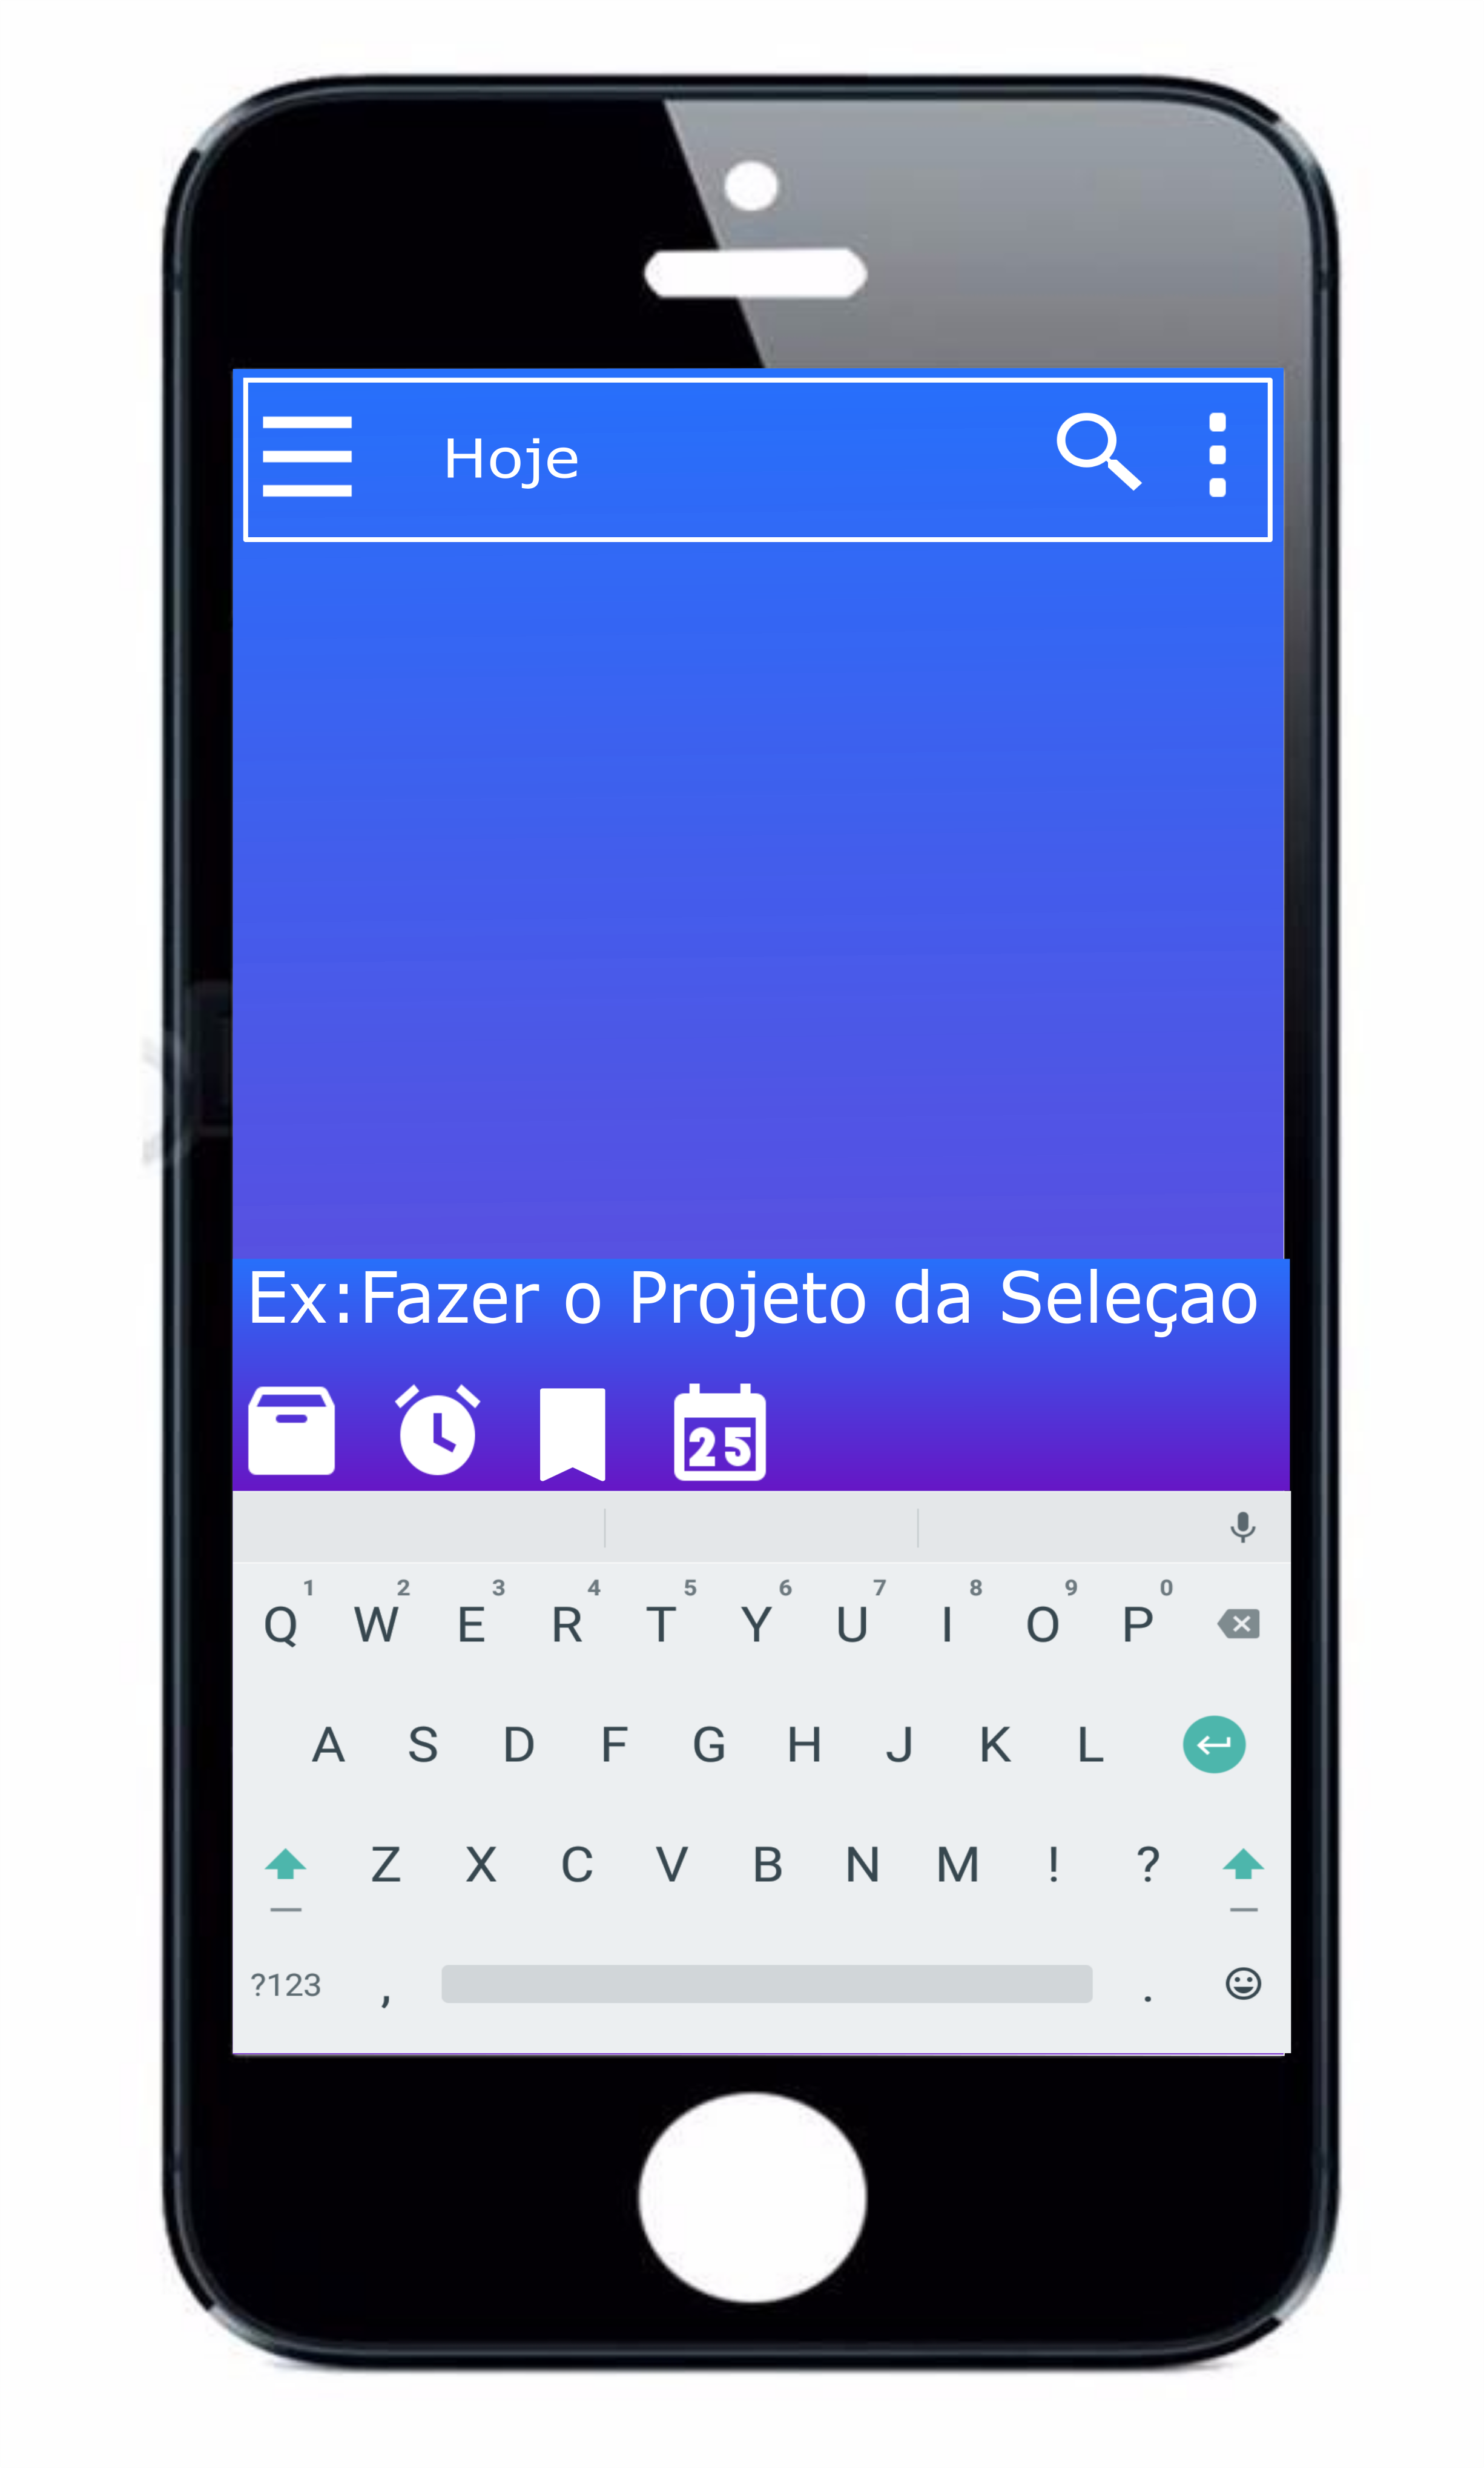 Hoje
Ex:Fazer o Projeto da Seleçao
25
1 2 3 4 5 6 7 8 9 0
Q W E R T Y U I O P
A S D F G H J K L
Z X C V B N M ! ?
?123 , .